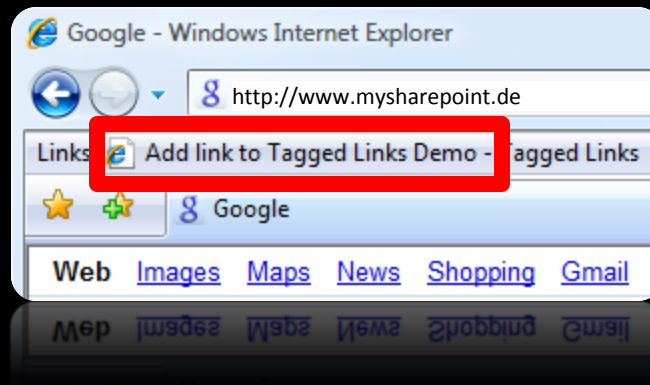 Google - Windows Internet Explorer
http://www.mysharepoint.de
Links Add link to Tagged Links Demo - Tagged Links
Google
Web Images Maps News Shopping Gmail